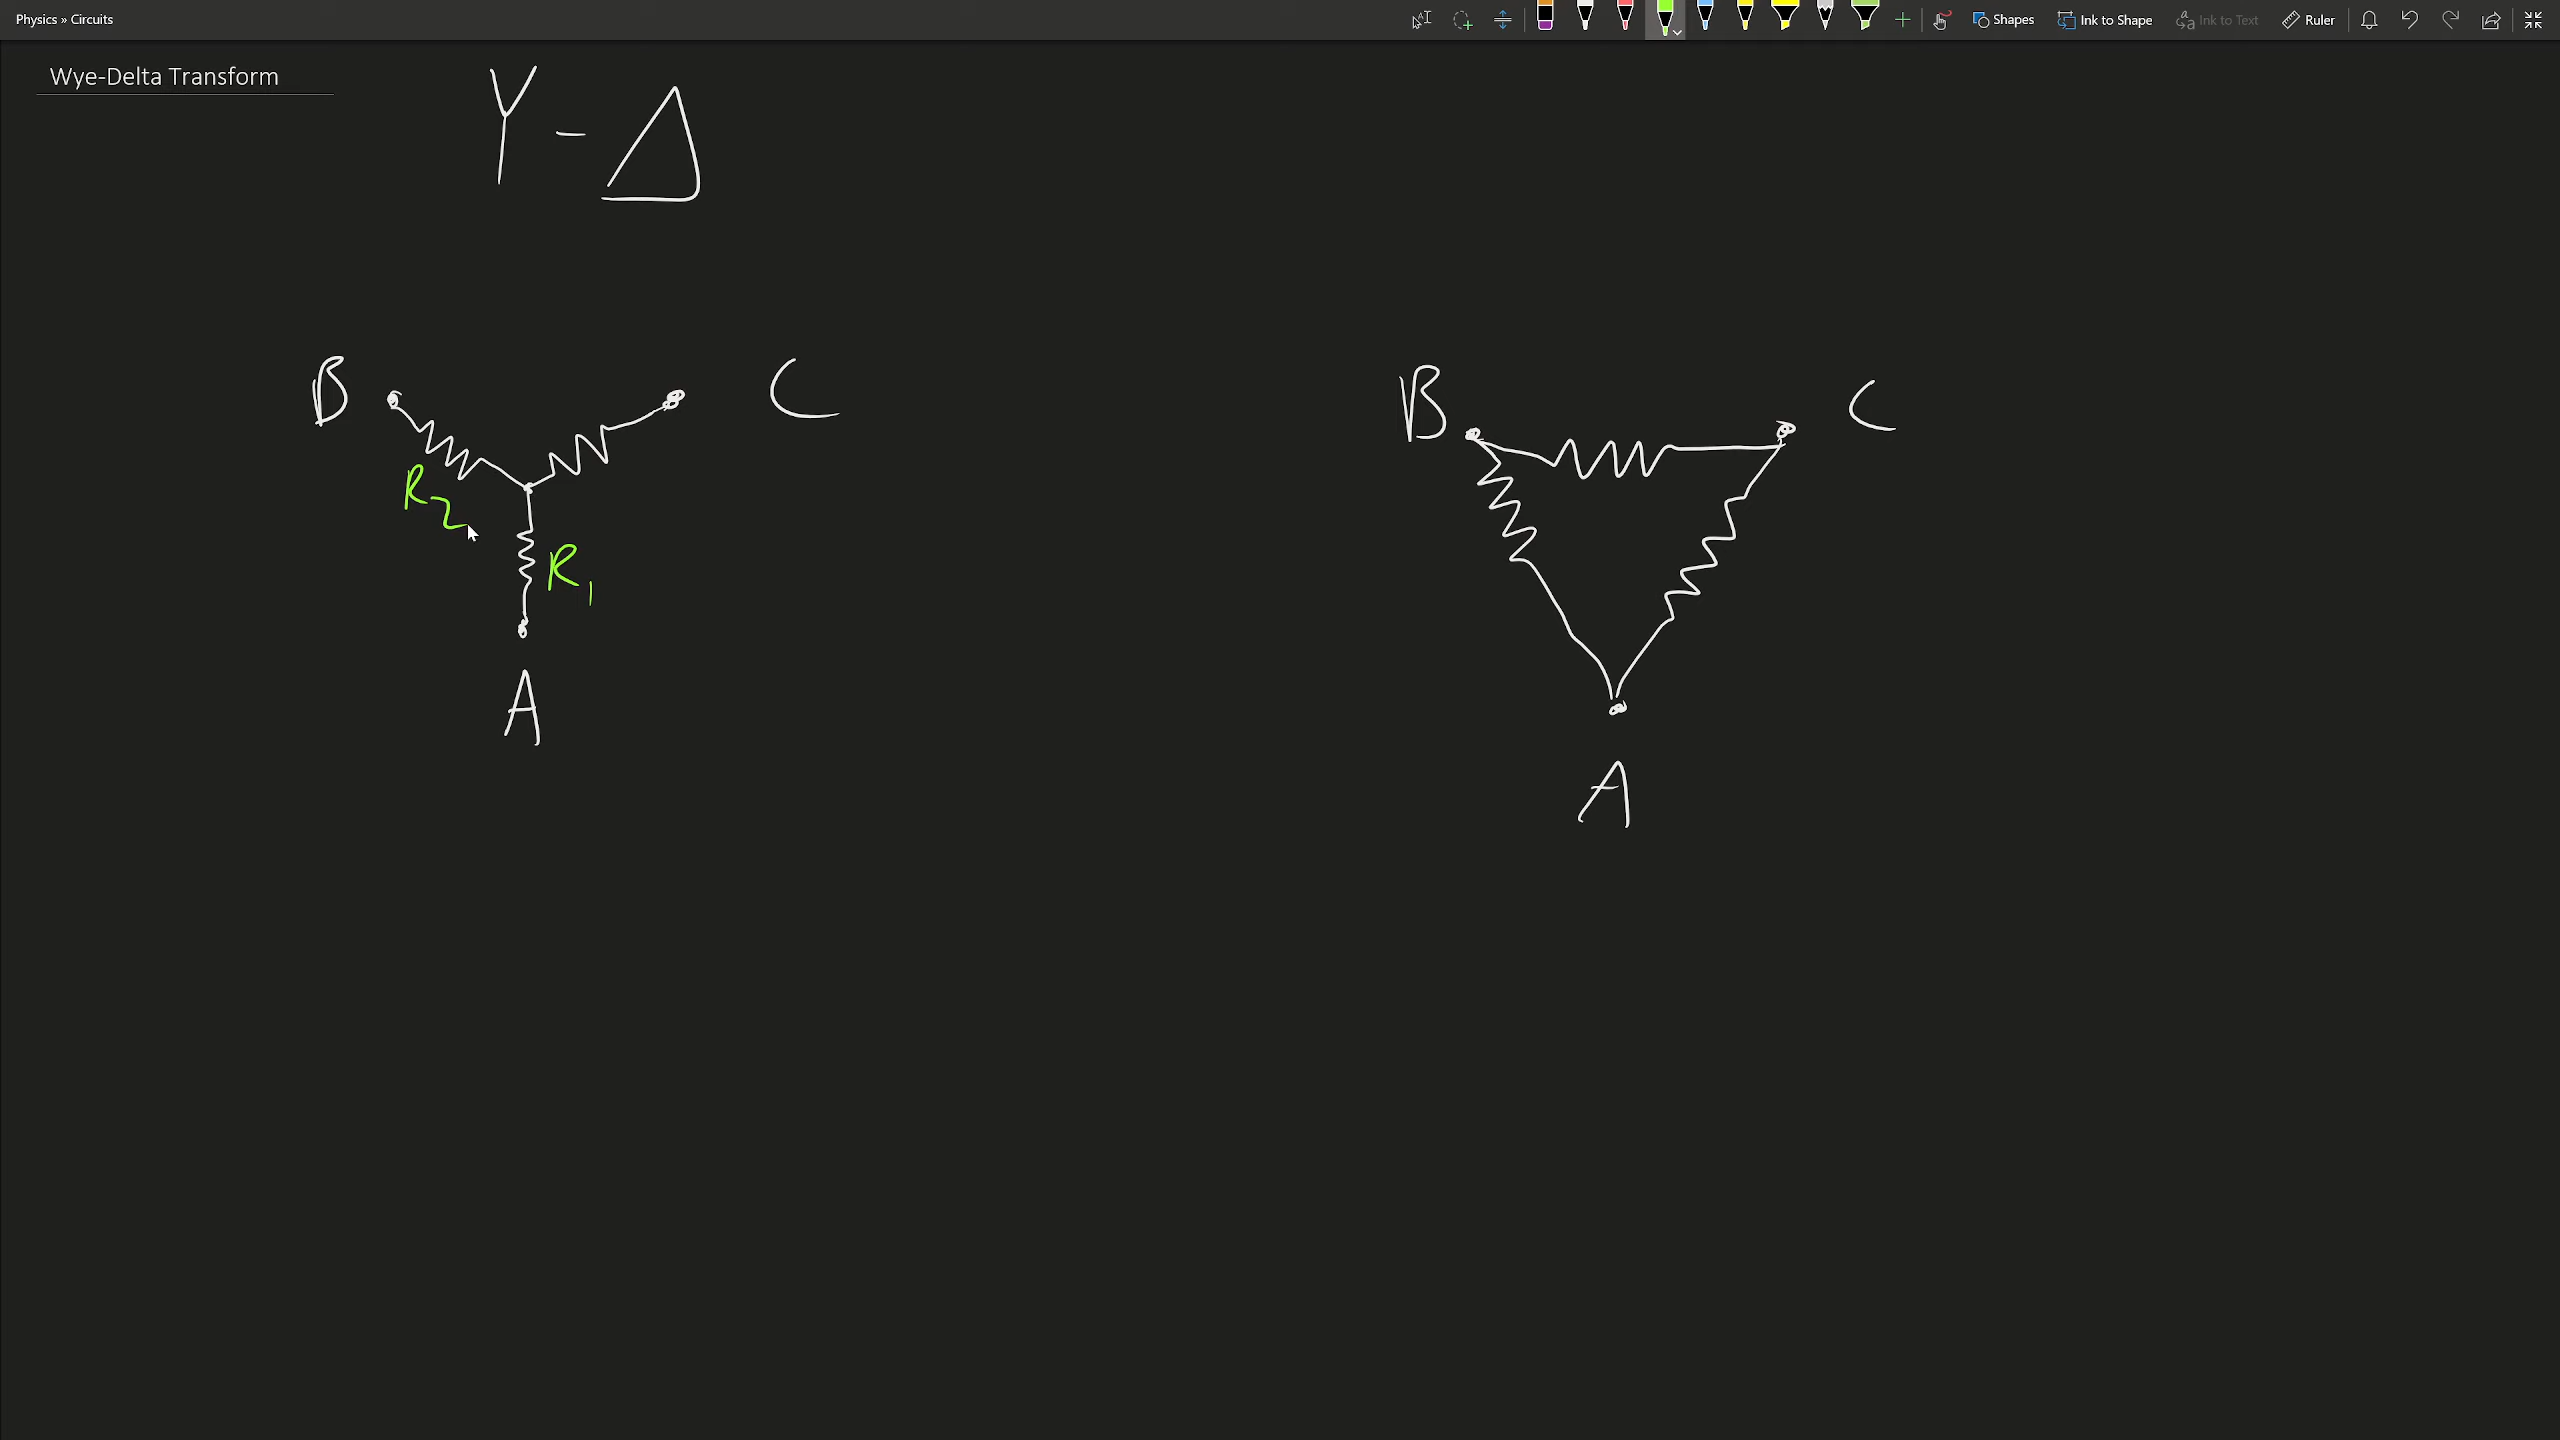 Physics » Circuits
Shapes
Ink to Shape
Ink to Text
Ruler
Wye-Delta Transform
Y - Δ
B
C
R2
R1
A
B
C
A